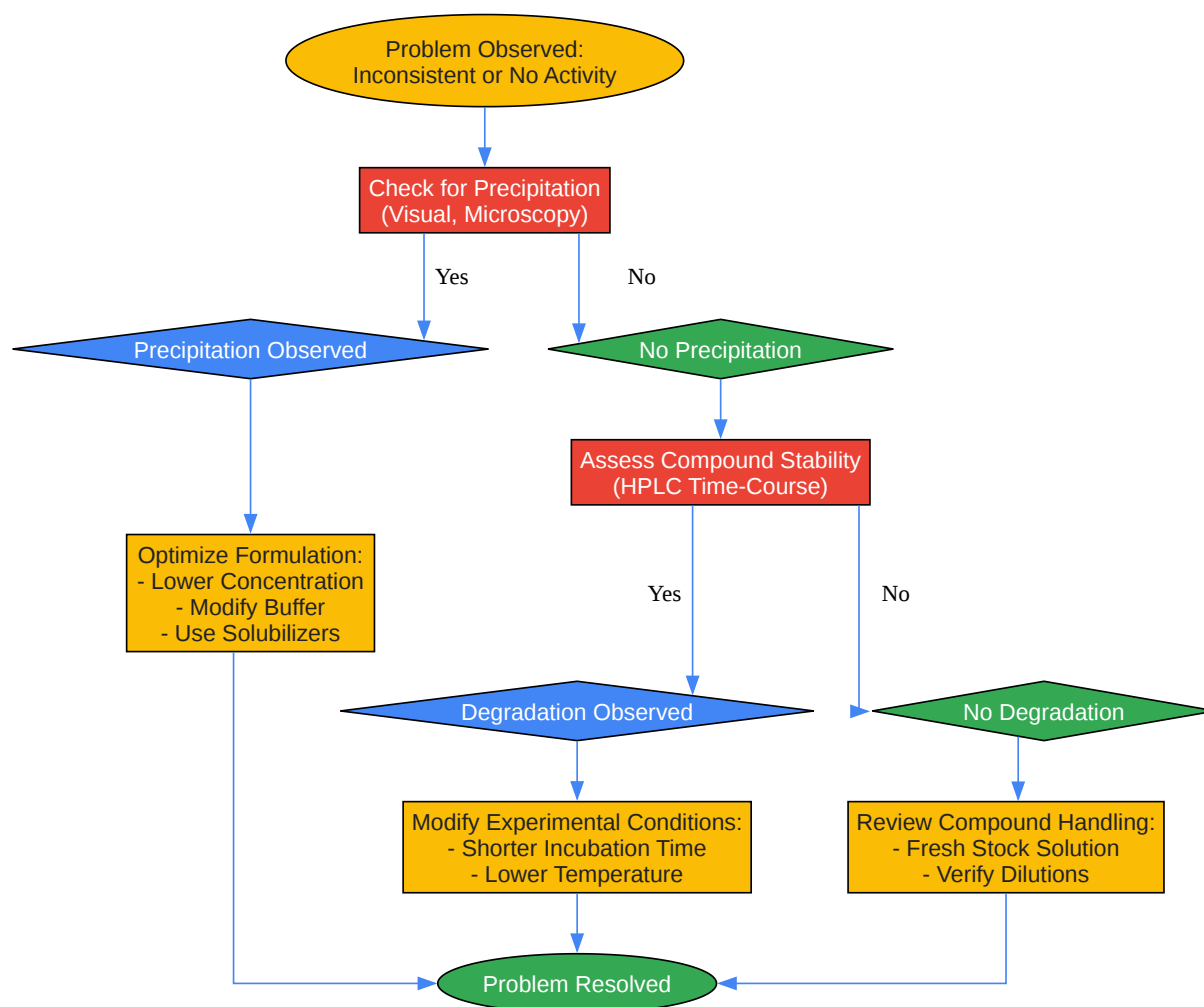 Problem Observed:
Inconsistent or No Activity
Check for Precipitation
(Visual, Microscopy)
Yes
No
Precipitation Observed
No Precipitation
Assess Compound Stability
(HPLC Time-Course)
Optimize Formulation:
- Lower Concentration
- Modify Buffer
- Use Solubilizers
Yes
No
Degradation Observed
No Degradation
Modify Experimental Conditions:
- Shorter Incubation Time
- Lower Temperature
Review Compound Handling:
- Fresh Stock Solution
- Verify Dilutions
Problem Resolved